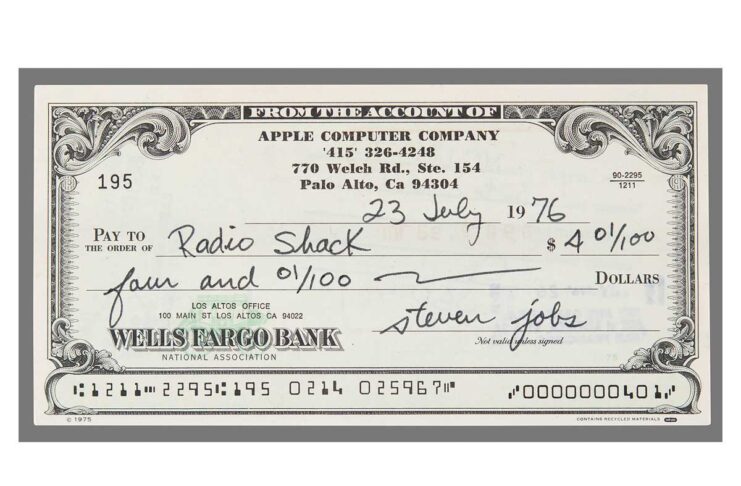 FROM THE ACCOUNT OF
APPLE COMPUTER COMPANY
'415' 326-4248
770 Welch Rd., Ste. 154
Palo Alto, Ca 94304
195
90-2295
1211
23 July 1976
PAY TO
THE ORDER OF Radio Shack $ 4 01/100
four and 01/100 DOLLARS
LOS ALTOS OFFICE
100 MAIN ST LOS ALTOS CA 94022
WELLS FARGO BANK
NATIONAL ASSOCIATION
steven jobs
Not valid unless signed
75
⑆1211⑉2295⑆195 0214 025967⑈ ⑇0000000401⑇
© 1975
CONTAINS RECYCLED MATERIALS